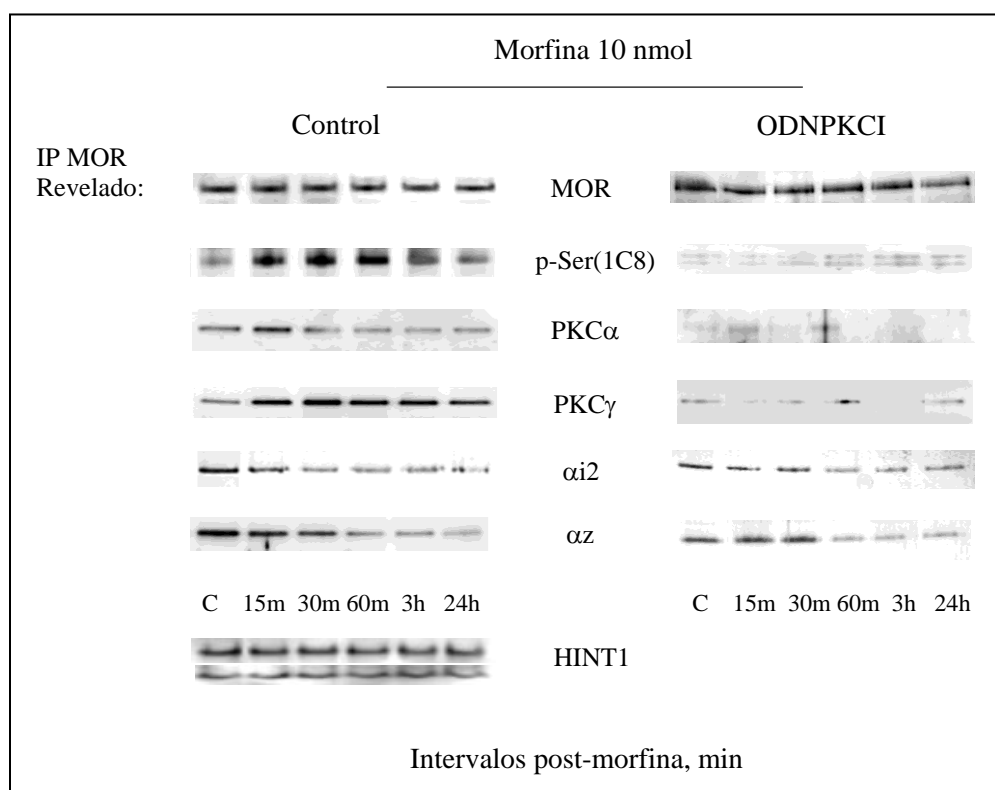 Morfina 10 nmol
Control
ODNPKCI
IP MOR
Revelado:
MOR
p-Ser(1C8)
PKCα
PKCγ
αi2
αz
C 15m 30m 60m 3h 24h
C 15m 30m 60m 3h 24h
HINT1
Intervalos post-morfina, min